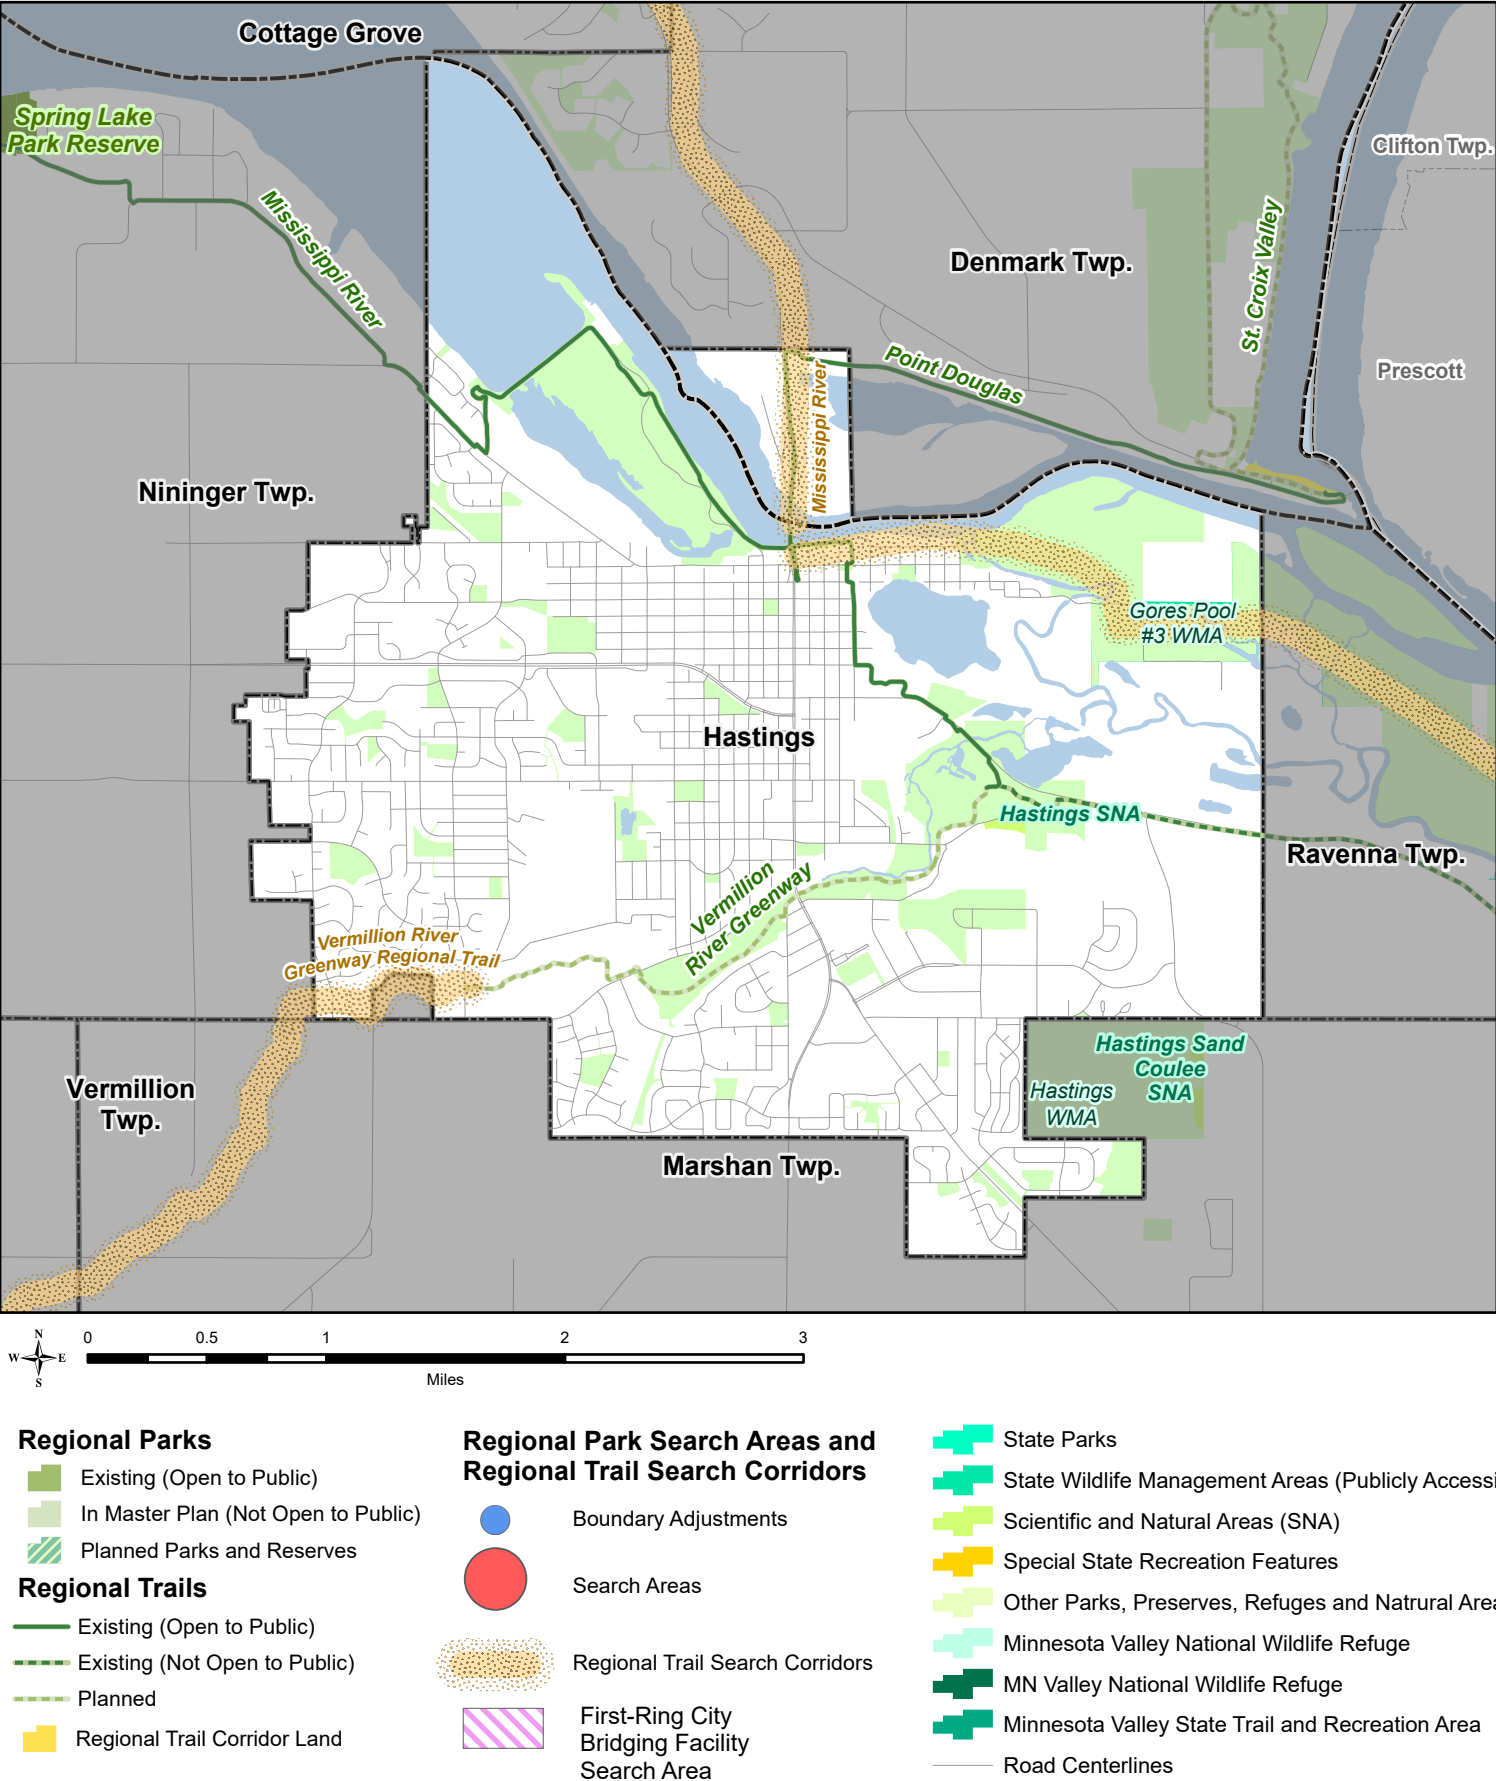 Cottage Grove
Spring Lake
Park Reserve
Clifton Twp.
Mississippi River
St. Croix Valley
Denmark Twp.
Point Douglas
Prescott
Mississippi River
Nininger Twp.
Gores Pool
#3 WMA
Hastings
Hastings SNA
Ravenna Twp.
Vermillion
River Greenway
Vermillion River
Greenway Regional Trail
Hastings Sand
Coulee
SNA
Hastings
WMA
Vermillion
Twp.
Marshan Twp.
N
W E
S
0 0.5 1 2 3
Miles
Regional Parks
Existing (Open to Public)
In Master Plan (Not Open to Public)
Planned Parks and Reserves
Regional Trails
Existing (Open to Public)
Existing (Not Open to Public)
Planned
Regional Trail Corridor Land
Regional Park Search Areas and
Regional Trail Search Corridors
Boundary Adjustments
Search Areas
Regional Trail Search Corridors
First-Ring City
Bridging Facility
Search Area
State Parks
State Wildlife Management Areas (Publicly Accessi
Scientific and Natural Areas (SNA)
Special State Recreation Features
Other Parks, Preserves, Refuges and Natrural Area
Minnesota Valley National Wildlife Refuge
MN Valley National Wildlife Refuge
Minnesota Valley State Trail and Recreation Area
Road Centerlines